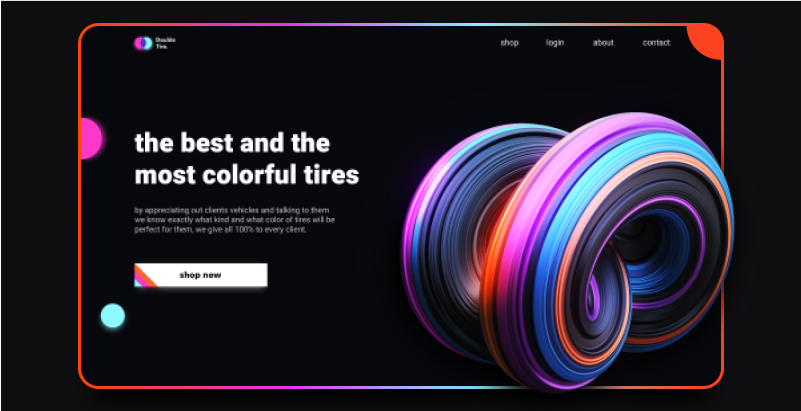 Double
Tire.
shop login about contact
the best and the
most colorful tires
by appreciating out clients vehicles and talking to them
we know exactly what kind and what color of tires will be
perfect for them, we give all 100% to every client.
shop now